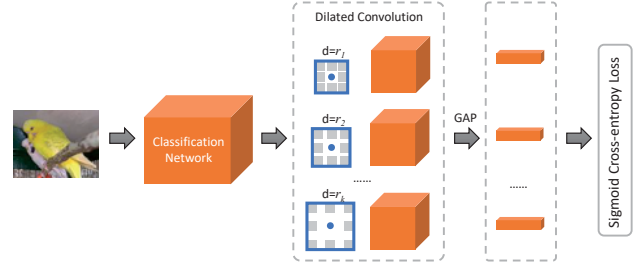 Dilated Convolution
d=r1
d=r2
......
d=rk
Classification
Network
GAP
......
Sigmoid Cross-entropy Loss